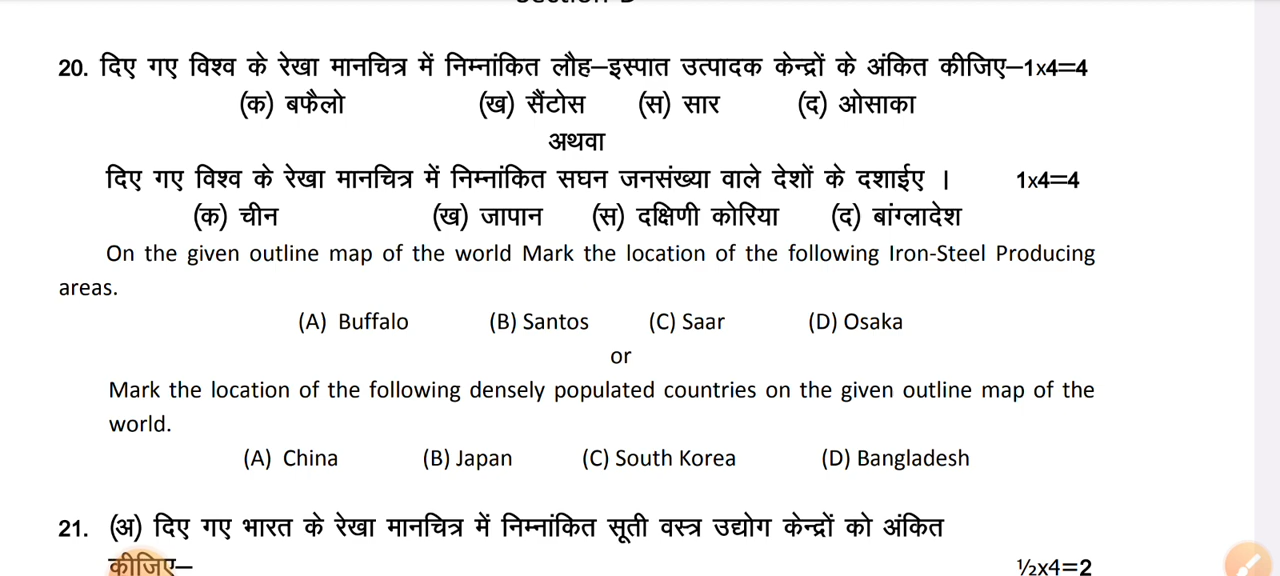 20. दिए गए विश्व के रेखा मानचित्र में निम्नांकित लौह–इस्पात उत्पादक केन्द्रों के अंकित कीजिए–1x4=4
(क) बफैलो (ख) सैंटोस (स) सार (द) ओसाका
अथवा
दिए गए विश्व के रेखा मानचित्र में निम्नांकित सघन जनसंख्या वाले देशों के दशाईए । 1x4=4
(क) चीन (ख) जापान (स) दक्षिणी कोरिया (द) बांग्लादेश
On the given outline map of the world Mark the location of the following Iron-Steel Producing
areas.
(A) Buffalo (B) Santos (C) Saar (D) Osaka
or
Mark the location of the following densely populated countries on the given outline map of the
world.
(A) China (B) Japan (C) South Korea (D) Bangladesh
21. (अ) दिए गए भारत के रेखा मानचित्र में निम्नांकित सूती वस्त्र उद्योग केन्द्रों को अंकित
कीजिए– ½x4=2